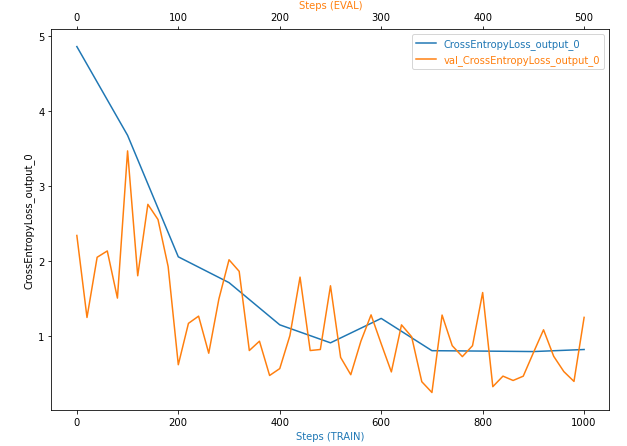 Steps (EVAL)
0 100 200 300 400 500
CrossEntropyLoss_output_0
val_CrossEntropyLoss_output_0
5
4
3
2
1
CrossEntropyLoss_output_0
0 200 400 600 800 1000
Steps (TRAIN)